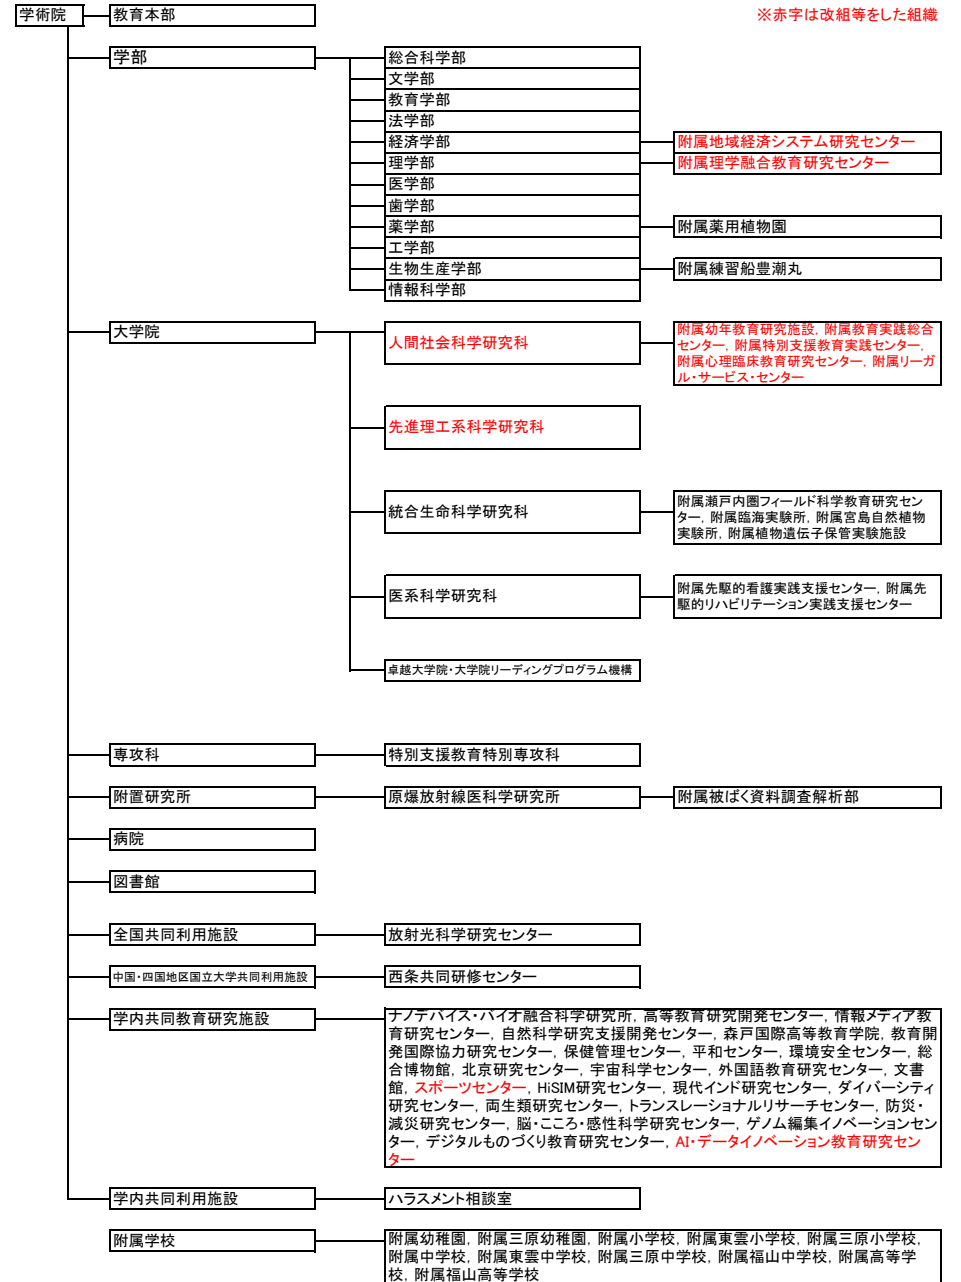 学術院
教育本部
※赤字は改組等をした組織
学部
総合科学部
文学部
教育学部
法学部
経済学部
附属地域経済システム研究センター
理学部
附属理学融合教育研究センター
医学部
歯学部
薬学部
附属薬用植物園
工学部
生物生産学部
附属練習船豊潮丸
情報科学部
大学院
人間社会科学研究科
附属幼年教育研究施設, 附属教育実践総合
センター, 附属特別支援教育実践センター,
附属心理臨床教育研究センター, 附属リーガ
ル・サービス・センター
先進理工系科学研究科
統合生命科学研究科
附属瀬戸内圏フィールド科学教育研究セン
ター, 附属臨海実験所, 附属宮島自然植物
実験所, 附属植物遺伝子保管実験施設
医系科学研究科
附属先駆的看護実践支援センター, 附属先
駆的リハビリテーション実践支援センター
卓越大学院・大学院リーディングプログラム機構
専攻科
特別支援教育特別専攻科
附置研究所
原爆放射線医科学研究所
附属被ばく資料調査解析部
病院
図書館
全国共同利用施設
放射光科学研究センター
中国・四国地区国立大学共同利用施設
西条共同研修センター
学内共同教育研究施設
ナノデバイス・バイオ融合科学研究所, 高等教育研究開発センター, 情報メディア教
育研究センター, 自然科学研究支援開発センター, 森戸国際高等教育学院, 教育開
発国際協力研究センター, 保健管理センター, 平和センター, 環境安全センター, 総
合博物館, 北京研究センター, 宇宙科学センター, 外国語教育研究センター, 文書
館, スポーツセンター, HiSIM研究センター, 現代インド研究センター, ダイバーシティ
研究センター, 両生類研究センター, トランスレーショナルリサーチセンター, 防災・
減災研究センター, 脳・こころ・感性科学研究センター, ゲノム編集イノベーションセン
ター, デジタルものづくり教育研究センター, AI・データイノベーション教育研究セン
ター
学内共同利用施設
ハラスメント相談室
附属学校
附属幼稚園, 附属三原幼稚園, 附属小学校, 附属東雲小学校, 附属三原小学校,
附属中学校, 附属東雲中学校, 附属三原中学校, 附属福山中学校, 附属高等学
校, 附属福山高等学校